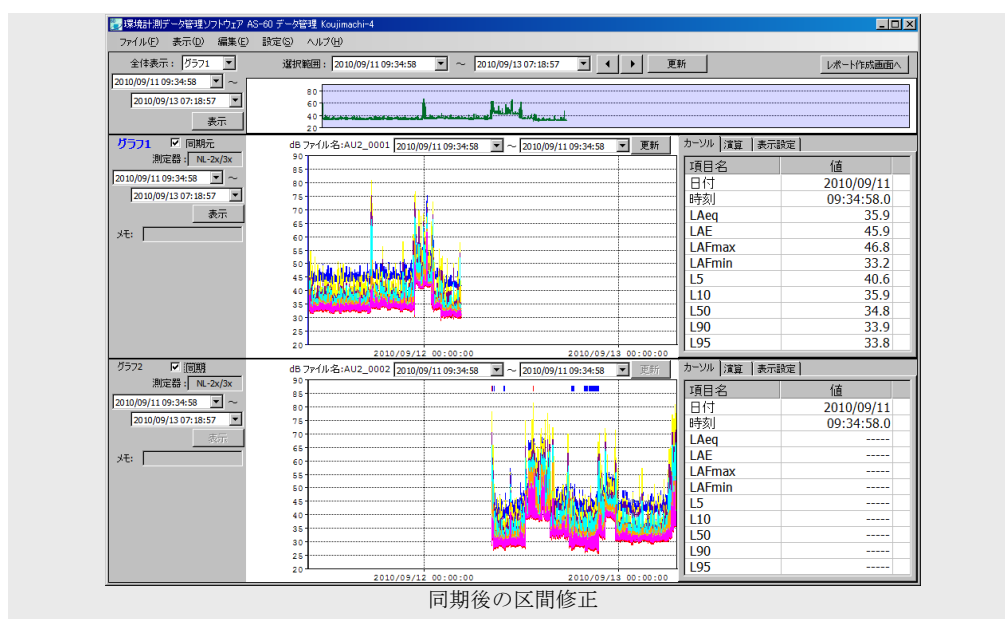 環境計測データ管理ソフトウェア AS-60 データ管理 Koujimachi-4
ファイル(F) 表示(D) 編集(E) 設定(S) ヘルプ(H)
全体表示： グラフ1 選択範囲： 2010/09/11 09:34:58 ～ 2010/09/13 07:18:57 更新 レポート作成画面へ
2010/09/11 09:34:58 ～
2010/09/13 07:18:57
表示
80
60
40
20
グラフ1 同期元
測定器： NL-2x/3x
2010/09/11 09:34:58 ～
2010/09/13 07:18:57
表示
メモ：
dB ファイル名:AU2_0001 2010/09/11 09:34:58 ～ 2010/09/13 07:18:57 更新
90
85
80
75
70
65
60
55
50
45
40
35
30
25
20
2010/09/12 00:00:00 2010/09/13 00:00:00
カーソル 演算 表示設定
項目名 値
日付 2010/09/11
時刻 09:34:58.0
LAeq 35.9
LAE 45.9
LAFmax 46.8
LAFmin 33.2
L5 40.6
L10 35.9
L50 34.8
L90 33.9
L95 33.8
グラフ2 同期
測定器： NL-2x/3x
2010/09/11 09:34:58 ～
2010/09/13 07:18:57
表示
メモ：
dB ファイル名:AU2_0002 2010/09/11 09:34:58 ～ 2010/09/13 07:18:57 更新
90
85
80
75
70
65
60
55
50
45
40
35
30
25
20
2010/09/12 00:00:00 2010/09/13 00:00:00
カーソル 演算 表示設定
項目名 値
日付 2010/09/11
時刻 09:34:58.0
LAeq -----
LAE -----
LAFmax -----
LAFmin -----
L5 -----
L10 -----
L50 -----
L90 -----
L95 -----
同期後の区間修正